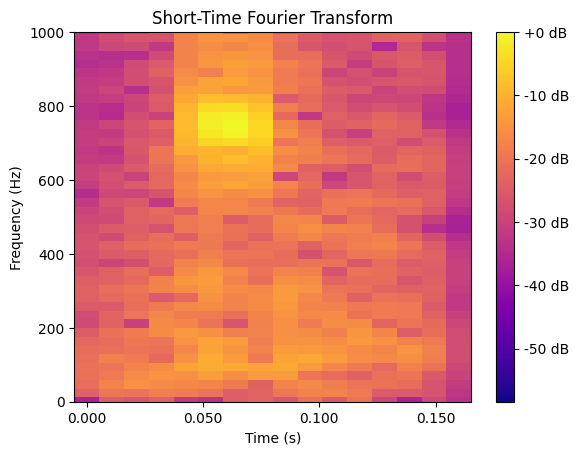 Short-Time Fourier Transform
Frequency (Hz)
1000
800
600
400
200
0
0.000
0.050
0.100
0.150
Time (s)
+0 dB
-10 dB
-20 dB
-30 dB
-40 dB
-50 dB